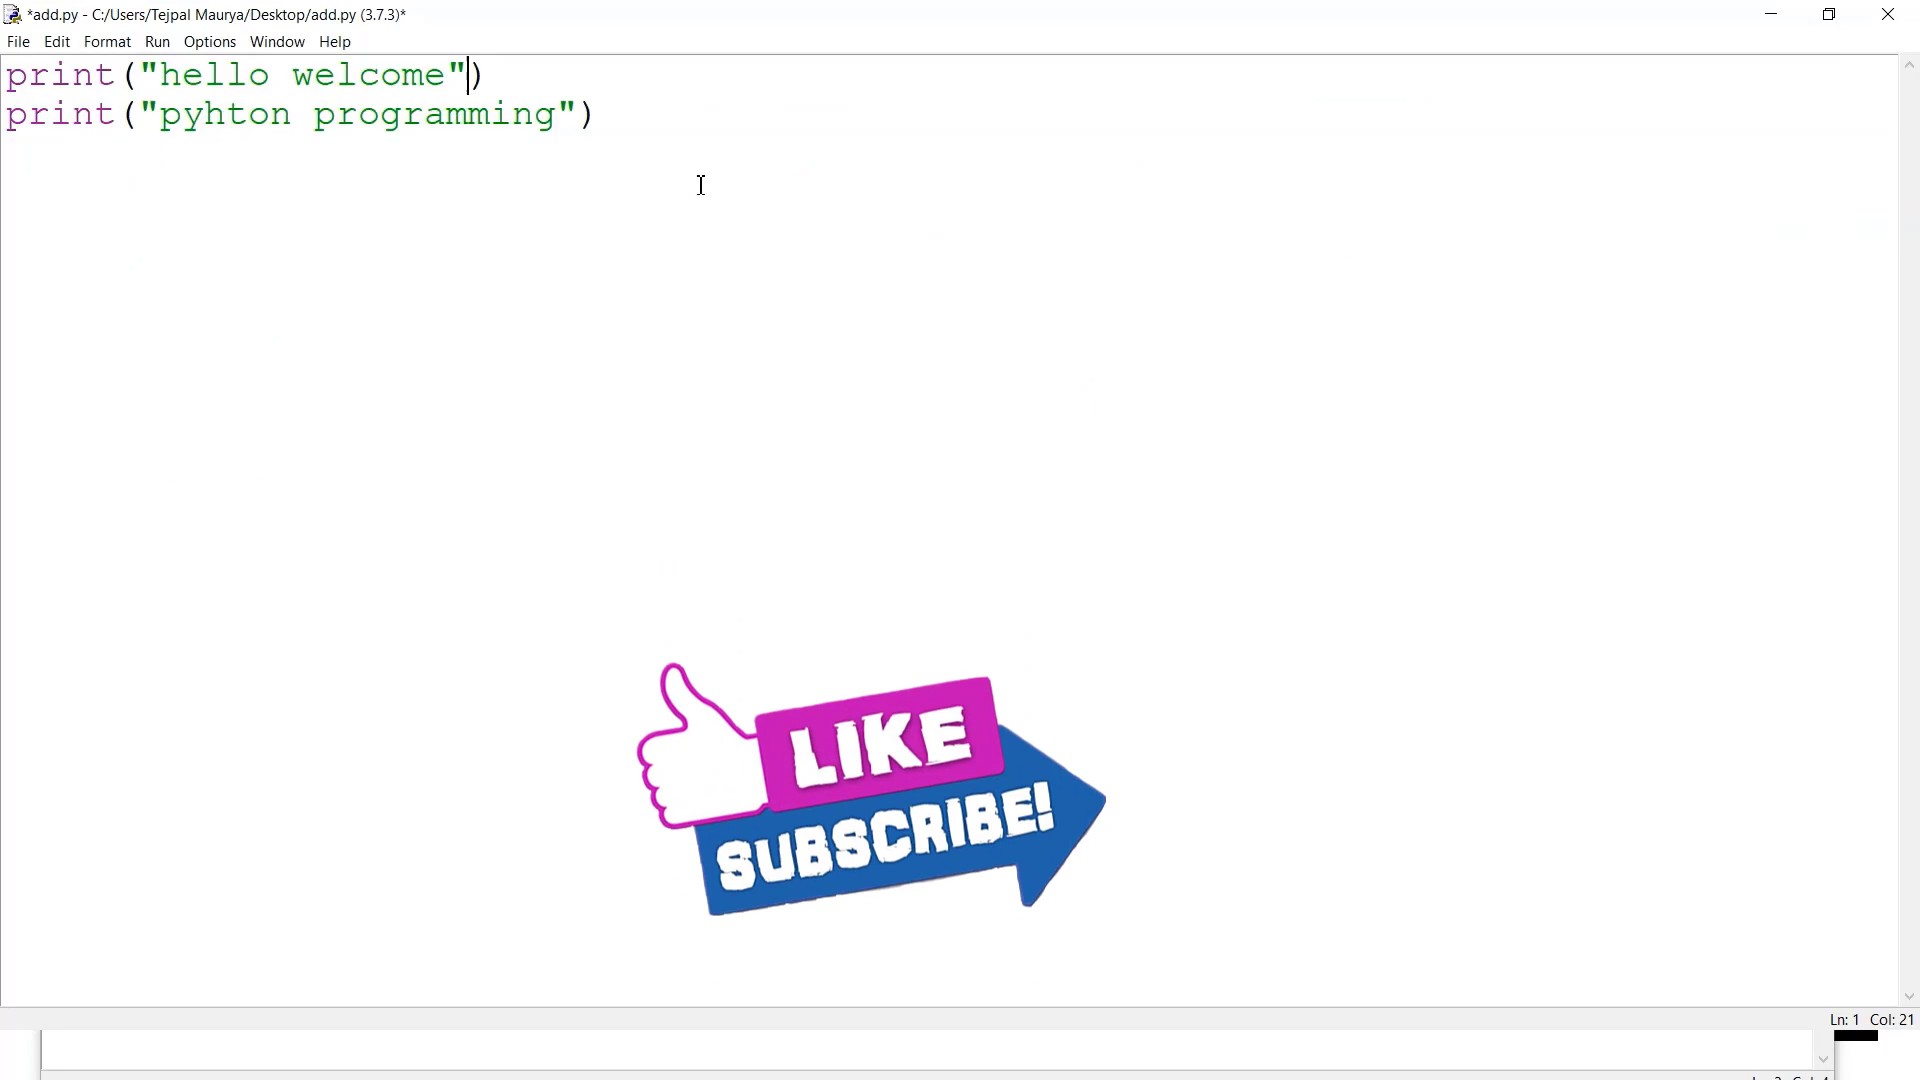 *add.py - C:/Users/Tejpal Maurya/Desktop/add.py (3.7.3)*
File Edit Format Run Options Window Help
print("hello welcome")
print("pyhton programming")
LIKE
SUBSCRIBE!
Ln: 1 Col: 21